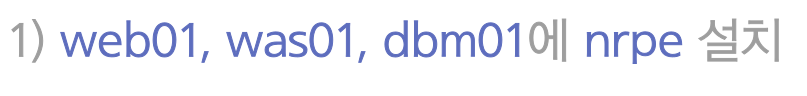 1) web01, was01, dbm01에 nrpe 설치